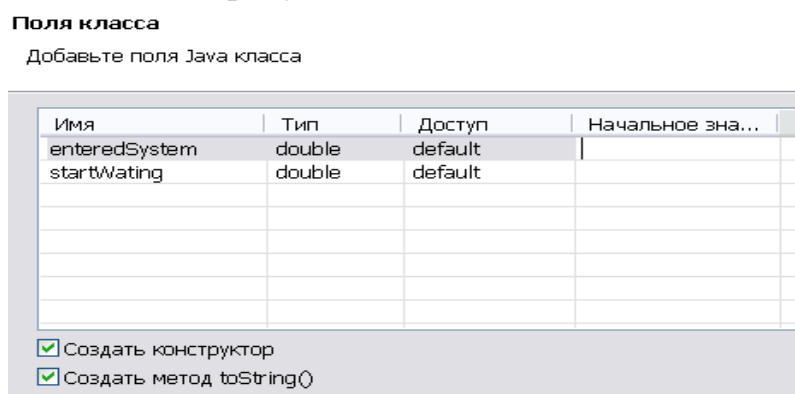 Поля класса
Добавьте поля Java класса
Имя Тип Доступ Начальное зна...
enteredSystem double default
startWating double default
Создать конструктор
Создать метод toString()